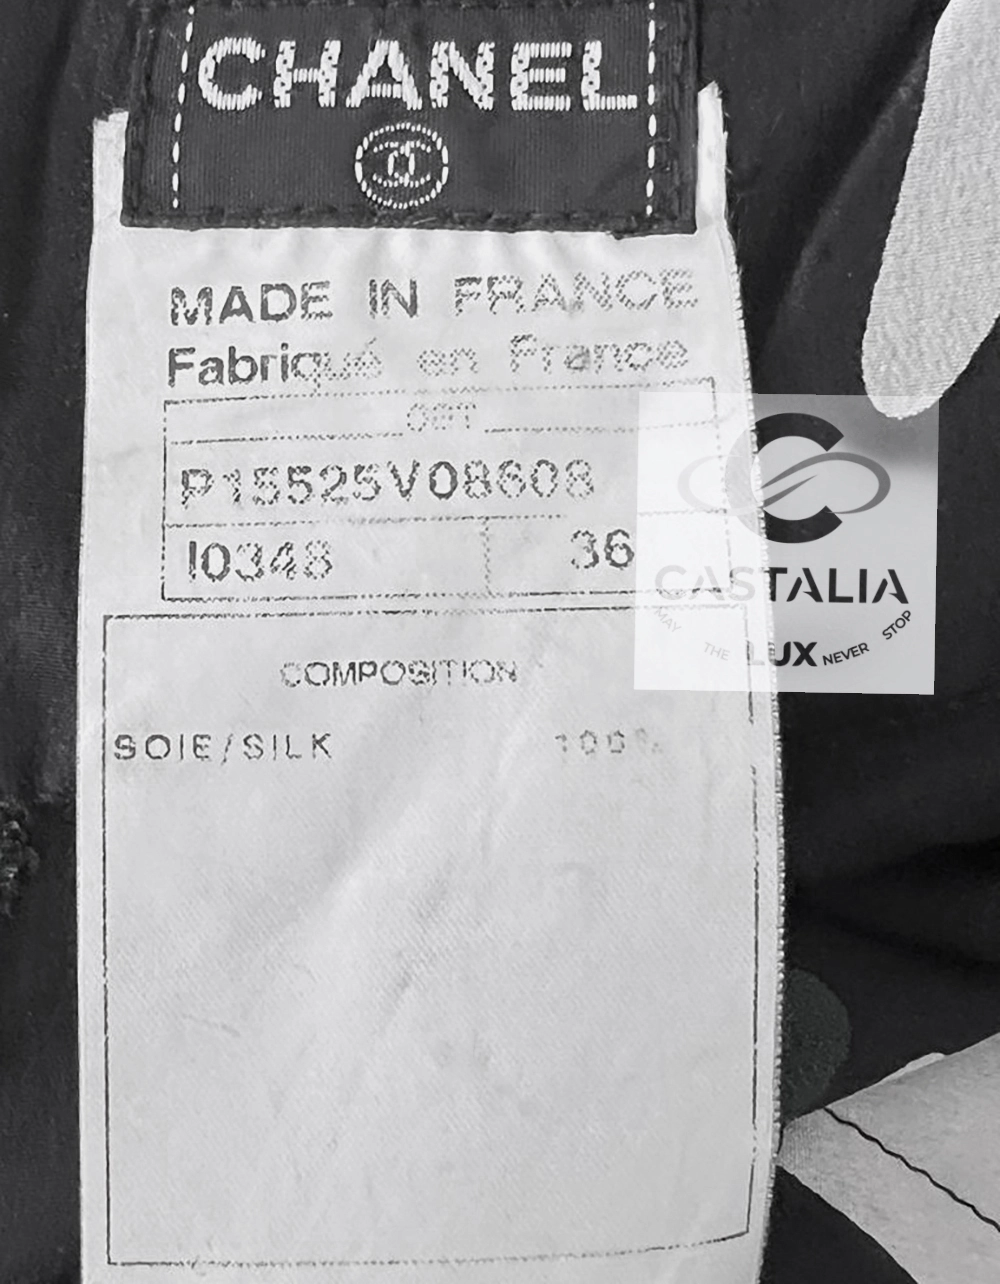 CHANEL
MADE IN FRANCE
Fabriqué en France
P15525V08608
I0348 36
CASTALIA
MAY THE LUX NEVER STOP
COMPOSITION
SOIE/SILK 100%